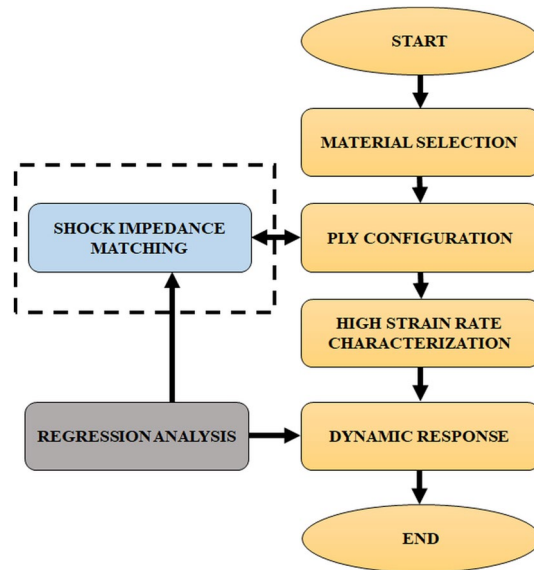 START
MATERIAL SELECTION
SHOCK IMPEDANCE
MATCHING
PLY CONFIGURATION
HIGH STRAIN RATE
CHARACTERIZATION
REGRESSION ANALYSIS
DYNAMIC RESPONSE
END